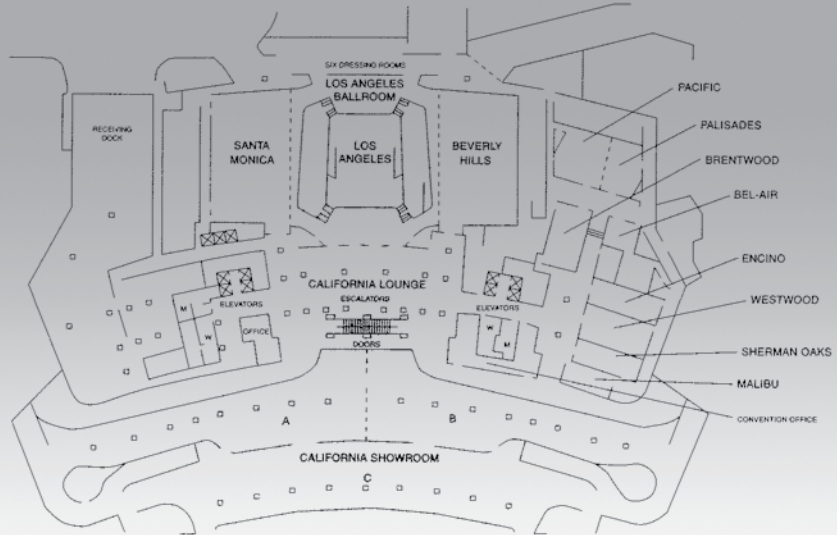 SIX DRESSING ROOMS
LOS ANGELES
BALLROOM
RECEIVING
DOCK
SANTA
MONICA
LOS
ANGELES
BEVERLY
HILLS
PACIFIC
PALISADES
BRENTWOOD
BEL-AIR
ENCINO
WESTWOOD
SHERMAN OAKS
MALIBU
CONVENTION OFFICE
CALIFORNIA LOUNGE
ESCALATORS
ELEVATORS
ELEVATORS
M
W
OFFICE
DOORS
W
M
A
B
CALIFORNIA SHOWROOM
C